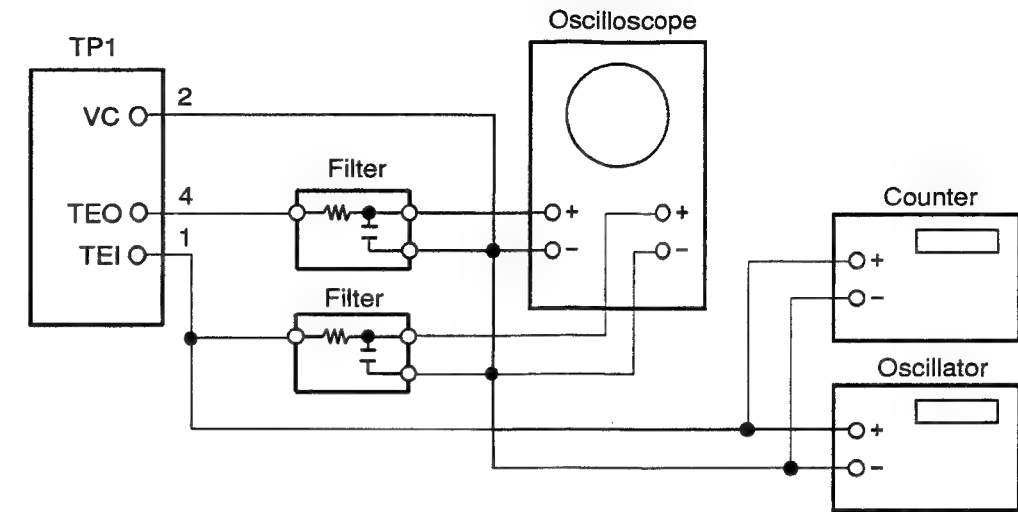 Oscilloscope
TP1
VC 2
Filter
TEO 4
+ +
Counter
TEI 1
- -
+
Filter
-
Oscillator
+
-